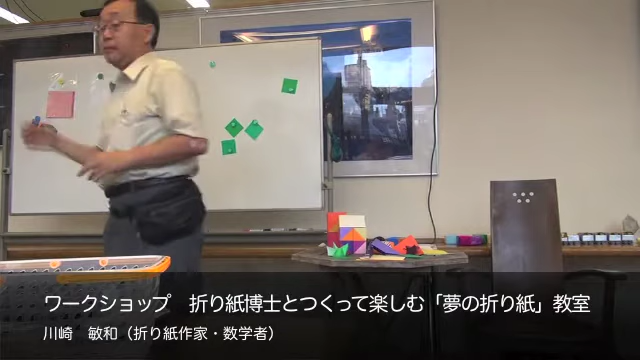 ワークショップ 折り紙博士とつくって楽しむ「夢の折り紙」教室
川崎 敏和（折り紙作家・数学者）